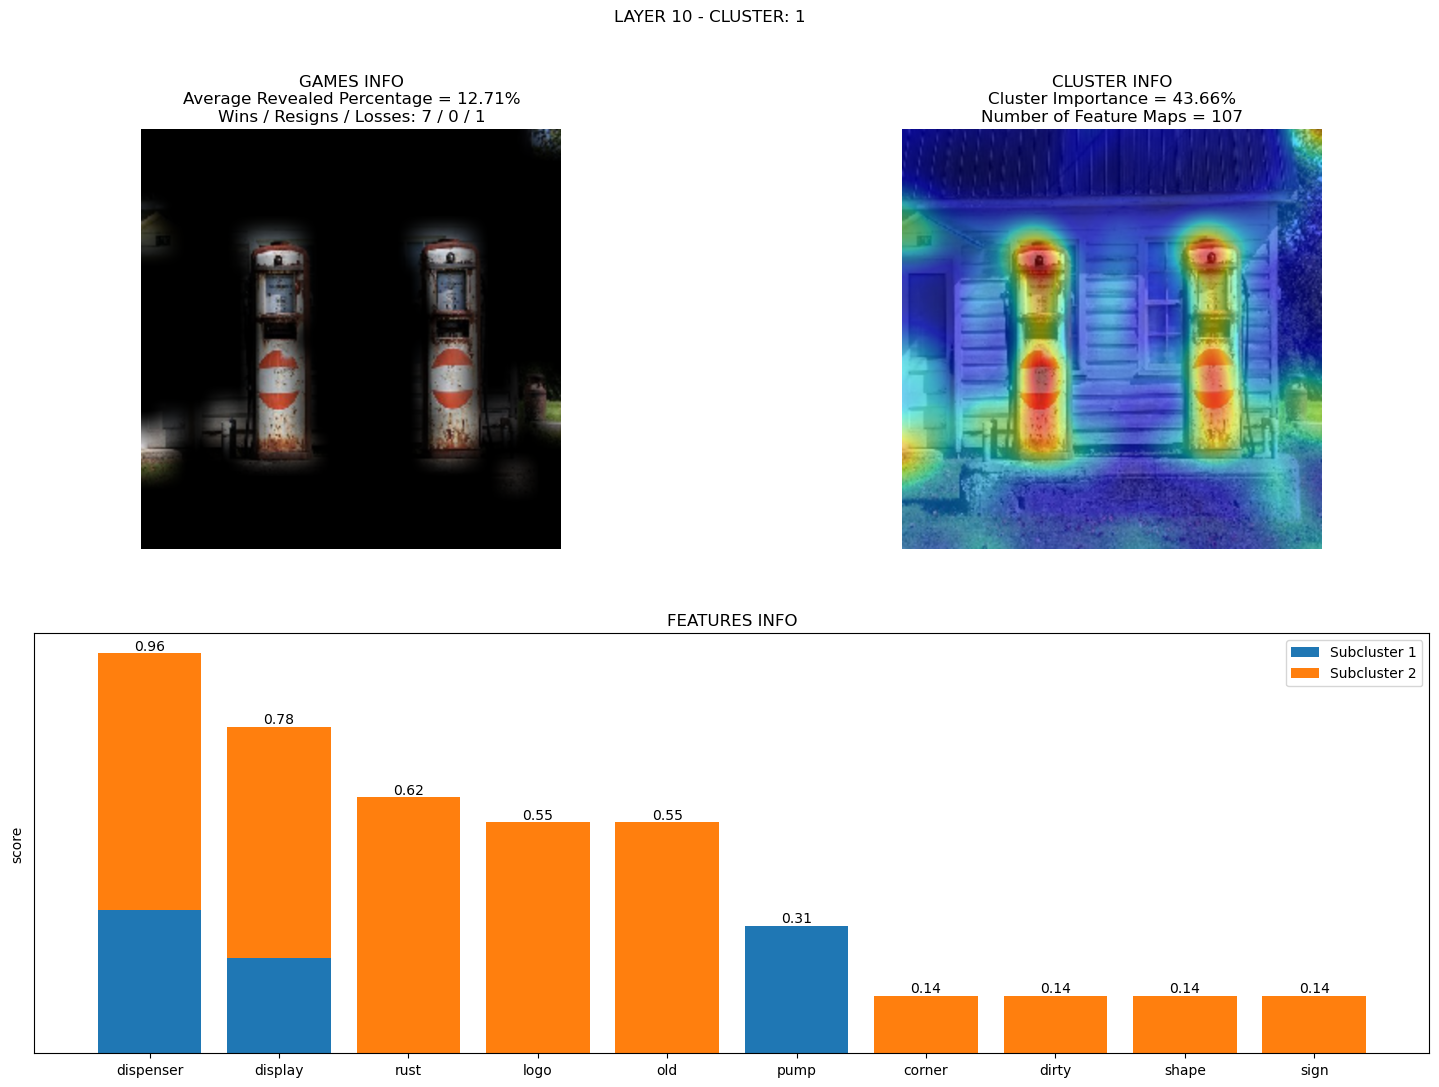 LAYER 10 - CLUSTER: 1
GAMES INFO
Average Revealed Percentage = 12.71%
Wins / Resigns / Losses: 7 / 0 / 1
CLUSTER INFO
Cluster Importance = 43.66%
Number of Feature Maps = 107
FEATURES INFO
score
0.96
0.78
0.62
0.55
0.55
0.31
0.14
0.14
0.14
0.14
Subcluster 1
Subcluster 2
dispenser
display
rust
logo
old
pump
corner
dirty
shape
sign